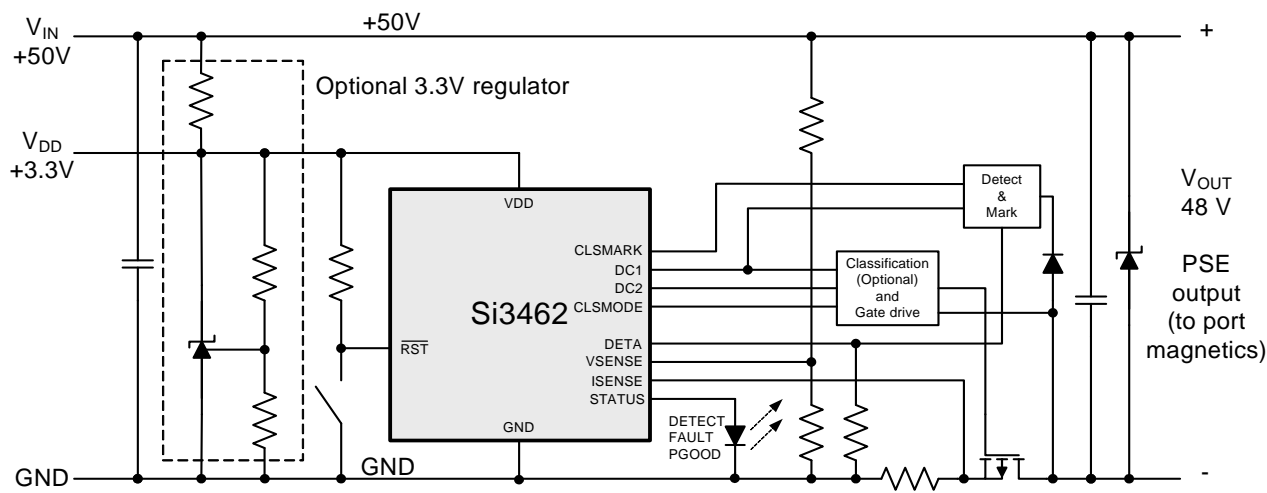 V_IN
+50V
+50V
+
Optional 3.3V regulator
V_DD
+3.3V
VDD
Detect
&
Mark
V_OUT
48 V
CLSMARK
DC1
DC2
CLSMODE
Classification
(Optional)
and
Gate drive
PSE
output
(to port
magnetics)
Si3462
RST
DETA
VSENSE
ISENSE
STATUS
DETECT
FAULT
PGOOD
GND
GND
GND
-